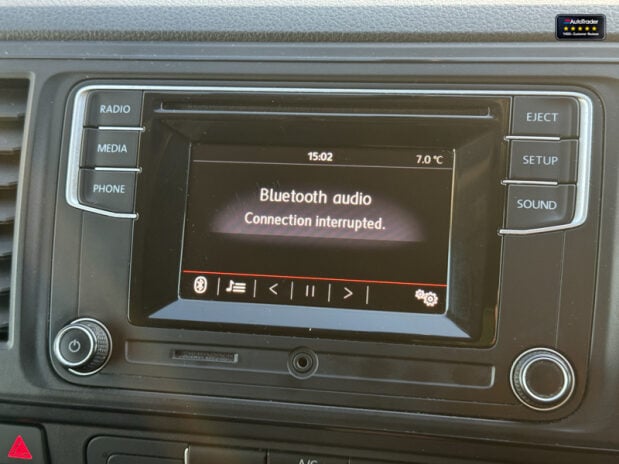 AutoTrader
RADIO
MEDIA
PHONE
15:02
7.0 °C
Bluetooth audio
Connection interrupted.
EJECT
SETUP
SOUND
A/C